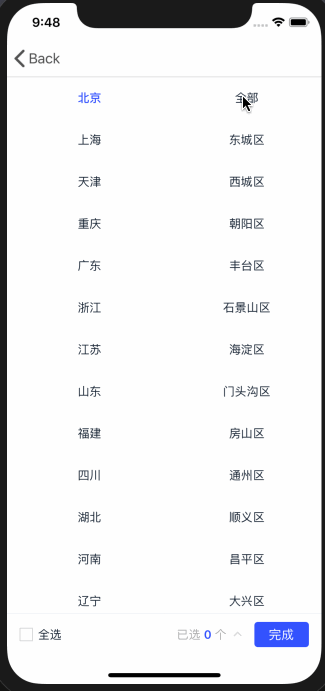 9:48
Back
北京 全部
上海 东城区
天津 西城区
重庆 朝阳区
广东 丰台区
浙江 石景山区
江苏 海淀区
山东 门头沟区
福建 房山区
四川 通州区
湖北 顺义区
河南 昌平区
辽宁 大兴区
全选 已选 0 个 完成